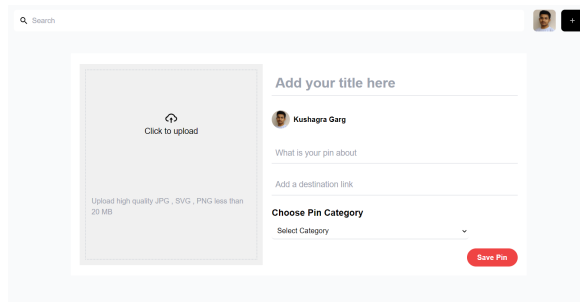 Search
+
Add your title here
Kushagra Garg
Click to upload
What is your pin about
Add a destination link
Upload high quality JPG , SVG , PNG less than
20 MB
Choose Pin Category
Select Category
Save Pin